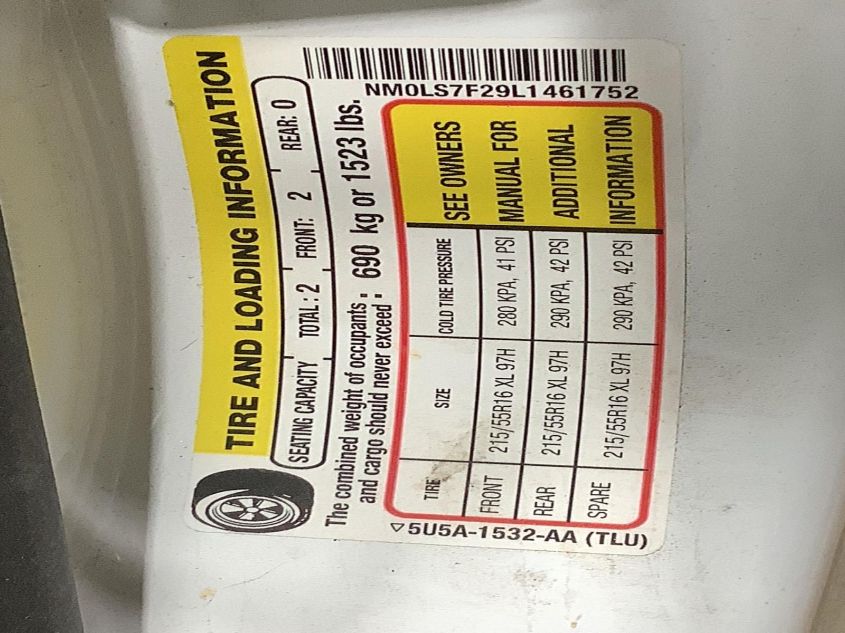 TIRE AND LOADING INFORMATION
SEATING CAPACITY TOTAL: 2 FRONT: 2 REAR: 0
The combined weight of occupants
and cargo should never exceed : 690 kg or 1523 lbs.
TIRE SIZE COLD TIRE PRESSURE
FRONT 215/55R16 XL 97H 280 KPA, 41 PSI
REAR 215/55R16 XL 97H 290 KPA, 42 PSI
SPARE 215/55R16 XL 97H 290 KPA, 42 PSI
SEE OWNERS
MANUAL FOR
ADDITIONAL
INFORMATION
5U5A-1532-AA (TLU)
NM0LS7F29L1461752